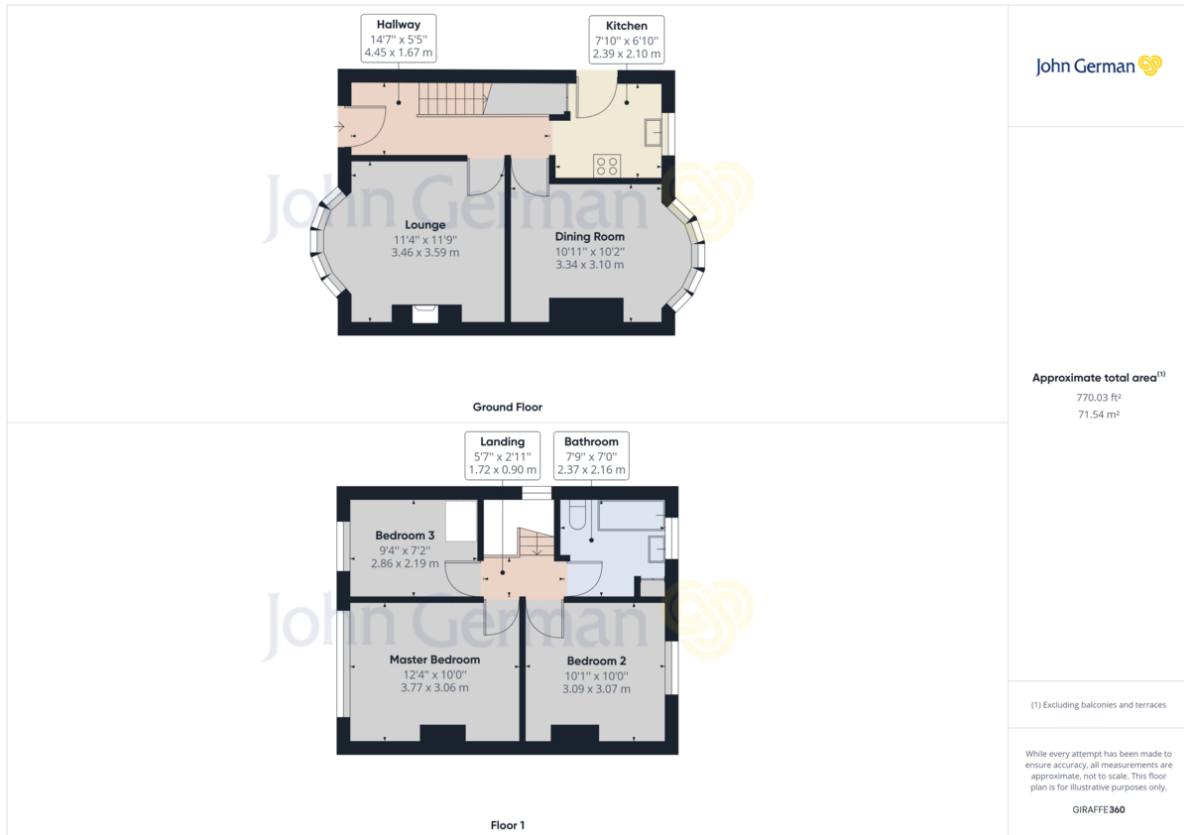 Hallway
14'7" x 5'5"
4.45 x 1.67 m
Kitchen
7'10" x 6'10"
2.39 x 2.10 m
John German
John German
Lounge
11'4" x 11'9"
3.46 x 3.59 m
Dining Room
10'11" x 10'2"
3.34 x 3.10 m
Ground Floor
Approximate total area(1)
770.03 ft²
71.54 m²
Landing
5'7" x 2'11"
1.72 x 0.90 m
Bathroom
7'9" x 7'0"
2.37 x 2.16 m
Bedroom 3
9'4" x 7'2"
2.86 x 2.19 m
John German
Master Bedroom
12'4" x 10'0"
3.77 x 3.06 m
Bedroom 2
10'1" x 10'0"
3.09 x 3.07 m
Floor 1
(1) Excluding balconies and terraces
While every attempt has been made to
ensure accuracy, all measurements are
approximate, not to scale. This floor
plan is for illustrative purposes only.
GIRAFFE360